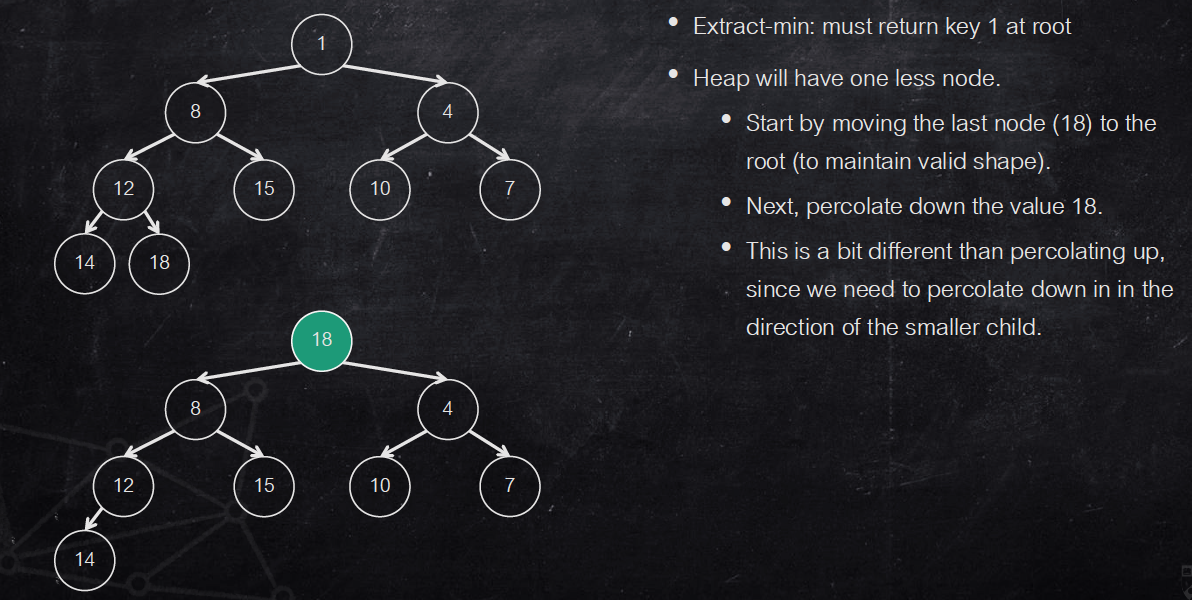 1
8 4
12 15 10 7
14 18
18
8 4
12 15 10 7
14
• Extract-min: must return key 1 at root
• Heap will have one less node.
• Start by moving the last node (18) to the
root (to maintain valid shape).
• Next, percolate down the value 18.
• This is a bit different than percolating up,
since we need to percolate down in in the
direction of the smaller child.